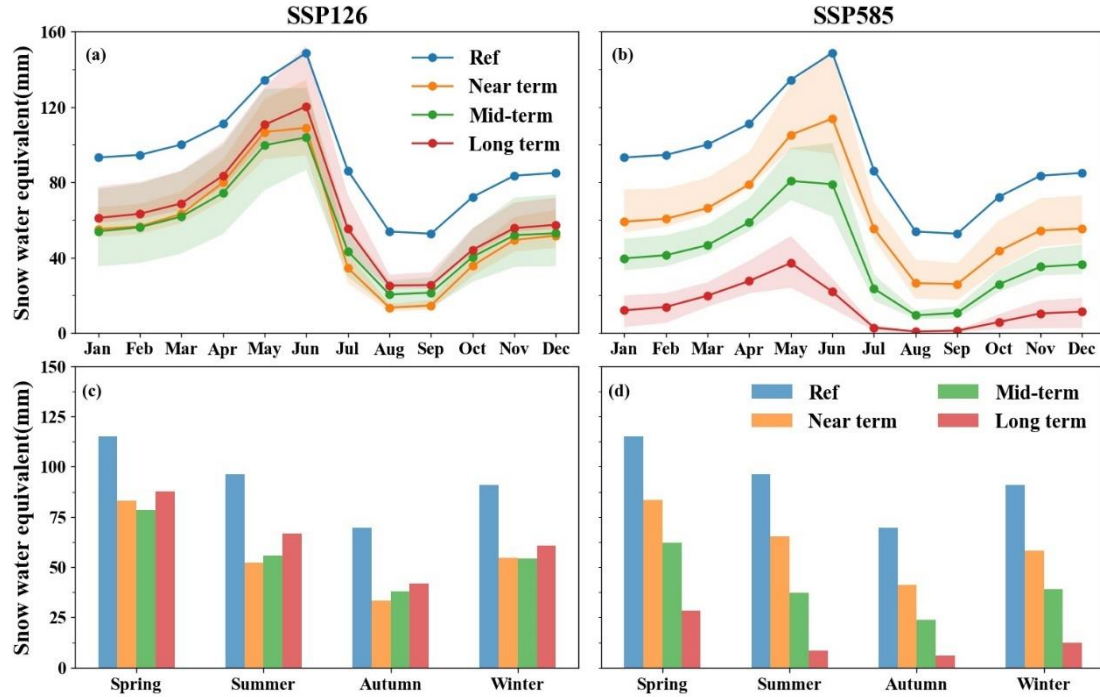 SSP126
SSP585
Snow water equivalent(mm)
160
120
80
40
0
(a)
Ref
Near term
Mid-term
Long term
Jan Feb Mar Apr May Jun Jul Aug Sep Oct Nov Dec
(b)
Jan Feb Mar Apr May Jun Jul Aug Sep Oct Nov Dec
Snow water equivalent(mm)
150
125
100
75
50
25
0
(c)
Spring Summer Autumn Winter
(d)
Ref
Near term
Mid-term
Long term
Spring Summer Autumn Winter